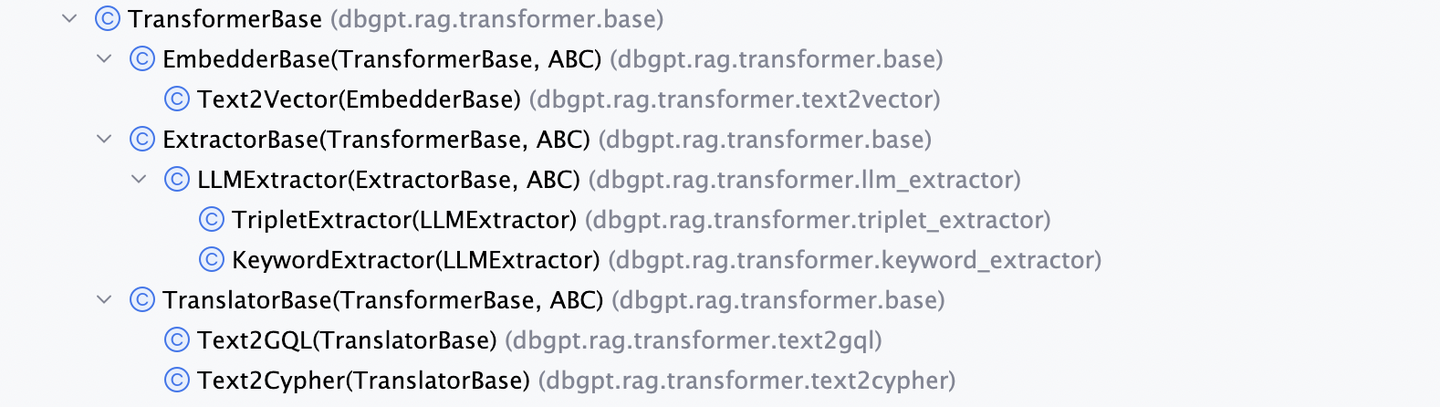 TransformerBase (dbgpt.rag.transformer.base)
EmbedderBase(TransformerBase, ABC) (dbgpt.rag.transformer.base)
Text2Vector(EmbedderBase) (dbgpt.rag.transformer.text2vector)
ExtractorBase(TransformerBase, ABC) (dbgpt.rag.transformer.base)
LLMExtractor(ExtractorBase, ABC) (dbgpt.rag.transformer.llm_extractor)
TripletExtractor(LLMExtractor) (dbgpt.rag.transformer.triplet_extractor)
KeywordExtractor(LLMExtractor) (dbgpt.rag.transformer.keyword_extractor)
TranslatorBase(TransformerBase, ABC) (dbgpt.rag.transformer.base)
Text2GQL(TranslatorBase) (dbgpt.rag.transformer.text2gql)
Text2Cypher(TranslatorBase) (dbgpt.rag.transformer.text2cypher)